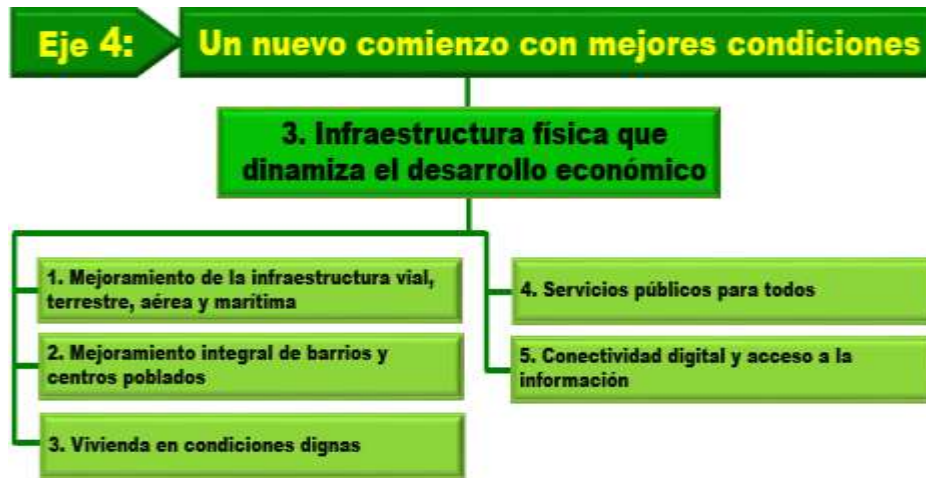 Eje 4:
Un nuevo comienzo con mejores condiciones
3. Infraestructura física que
dinamiza el desarrollo económico
1. Mejoramiento de la infraestructura vial,
terrestre, aérea y marítima
2. Mejoramiento integral de barrios y
centros poblados
3. Vivienda en condiciones dignas
4. Servicios públicos para todos
5. Conectividad digital y acceso a la
información